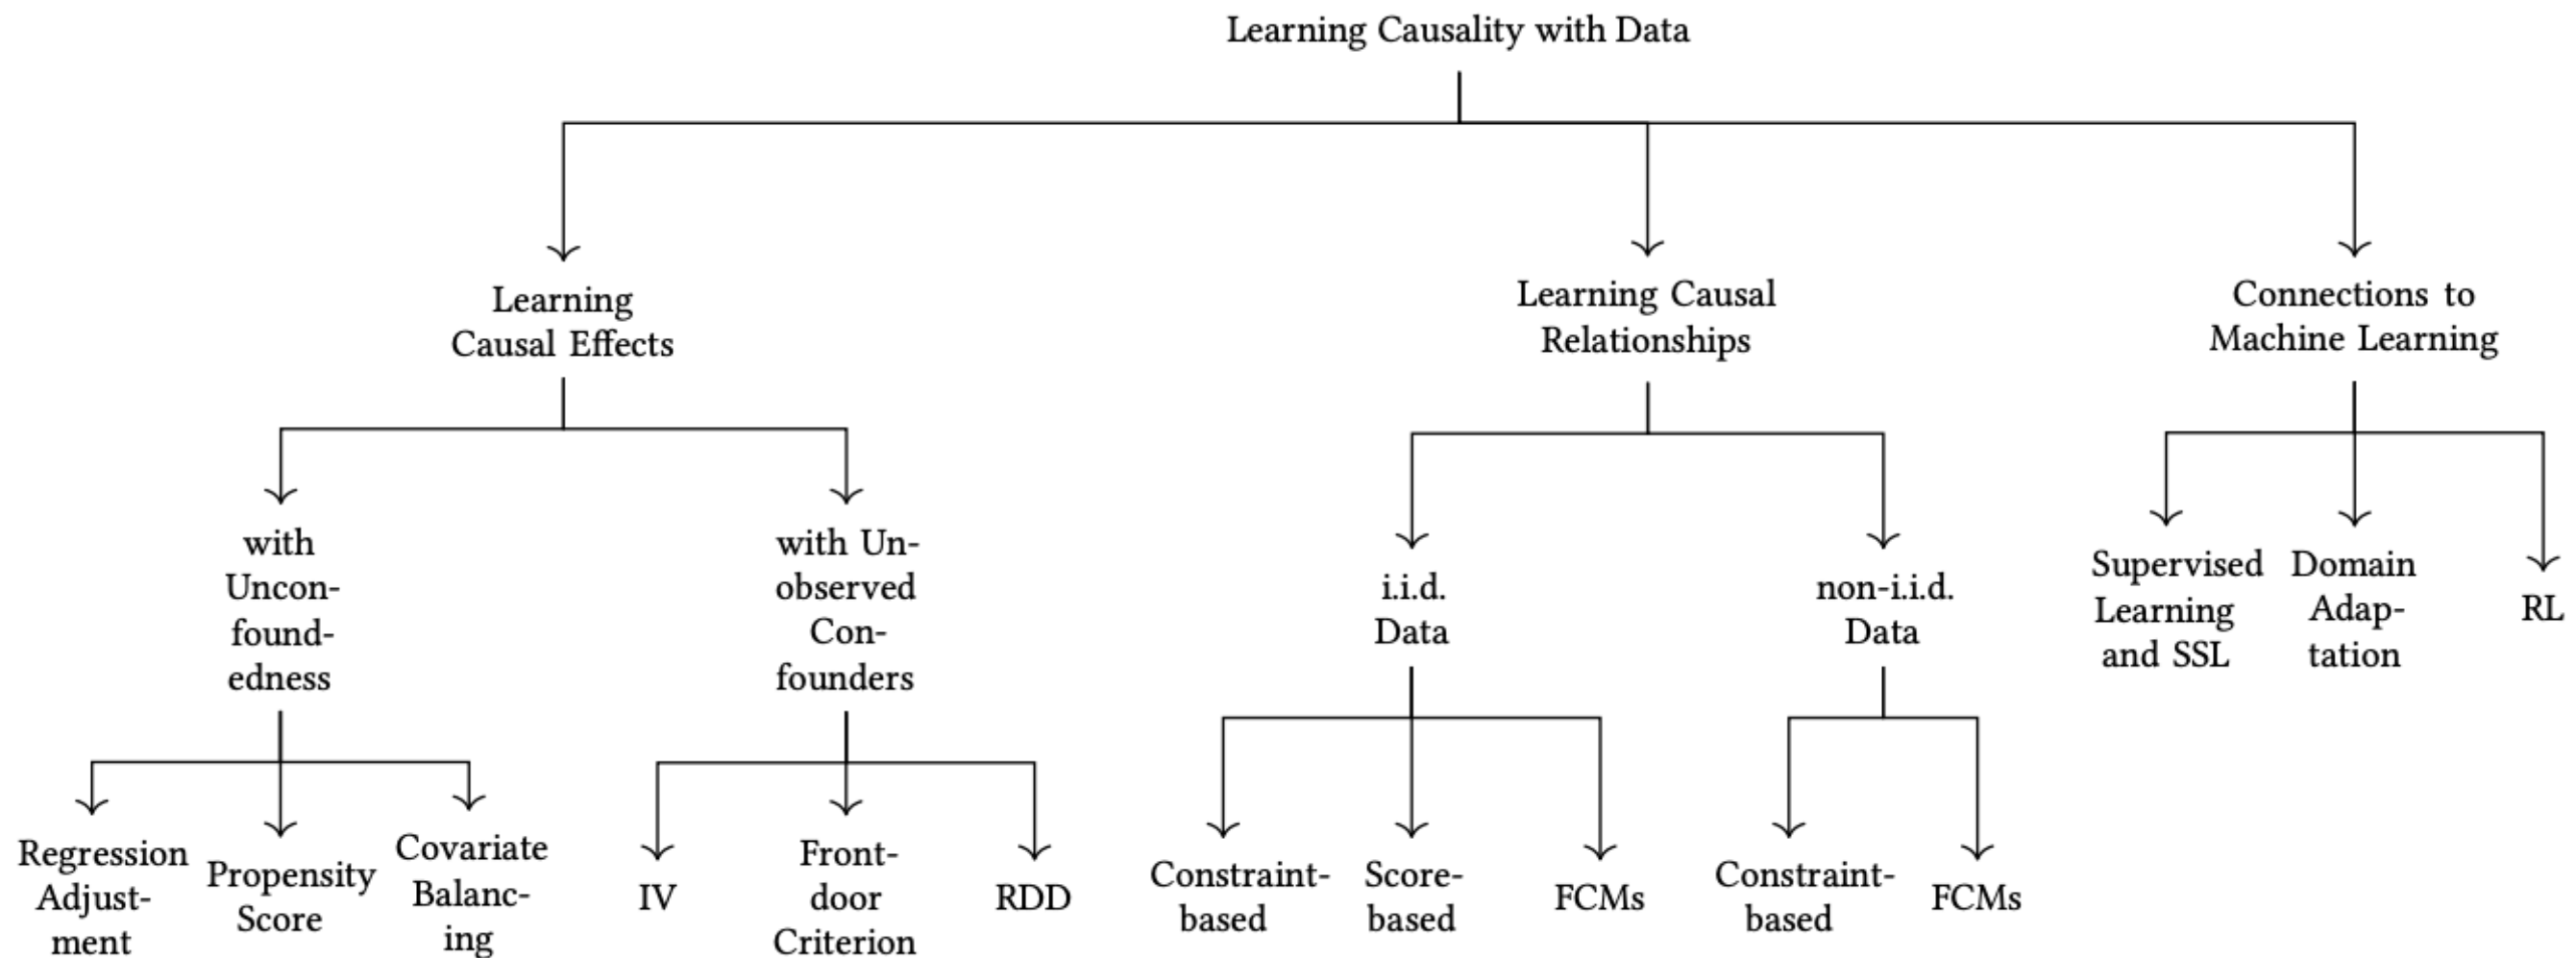 Learning Causality with Data
Learning
Causal Effects
Learning Causal
Relationships
Connections to
Machine Learning
with
Uncon-
found-
edness
with Un-
observed
Con-
founders
i.i.d.
Data
non-i.i.d.
Data
Supervised
Learning
and SSL
Domain
Adap-
tation
RL
Regression
Adjust-
ment
Propensity
Score
Covariate
Balanc-
ing
IV
Front-
door
Criterion
RDD
Constraint-
based
Score-
based
FCMs
Constraint-
based
FCMs